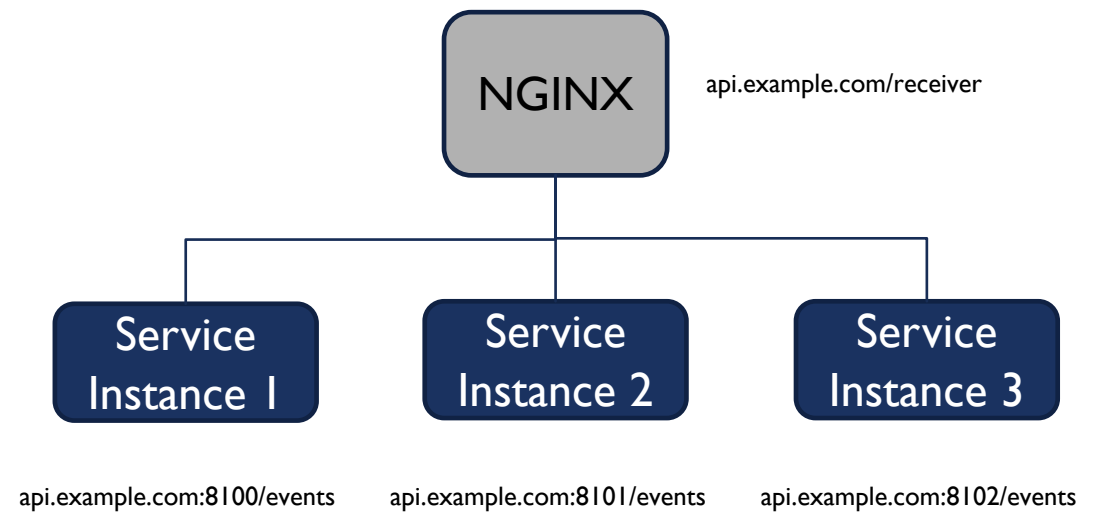 NGINX
api.example.com/receiver
Service
Instance 1
Service
Instance 2
Service
Instance 3
api.example.com:8100/events
api.example.com:8101/events
api.example.com:8102/events